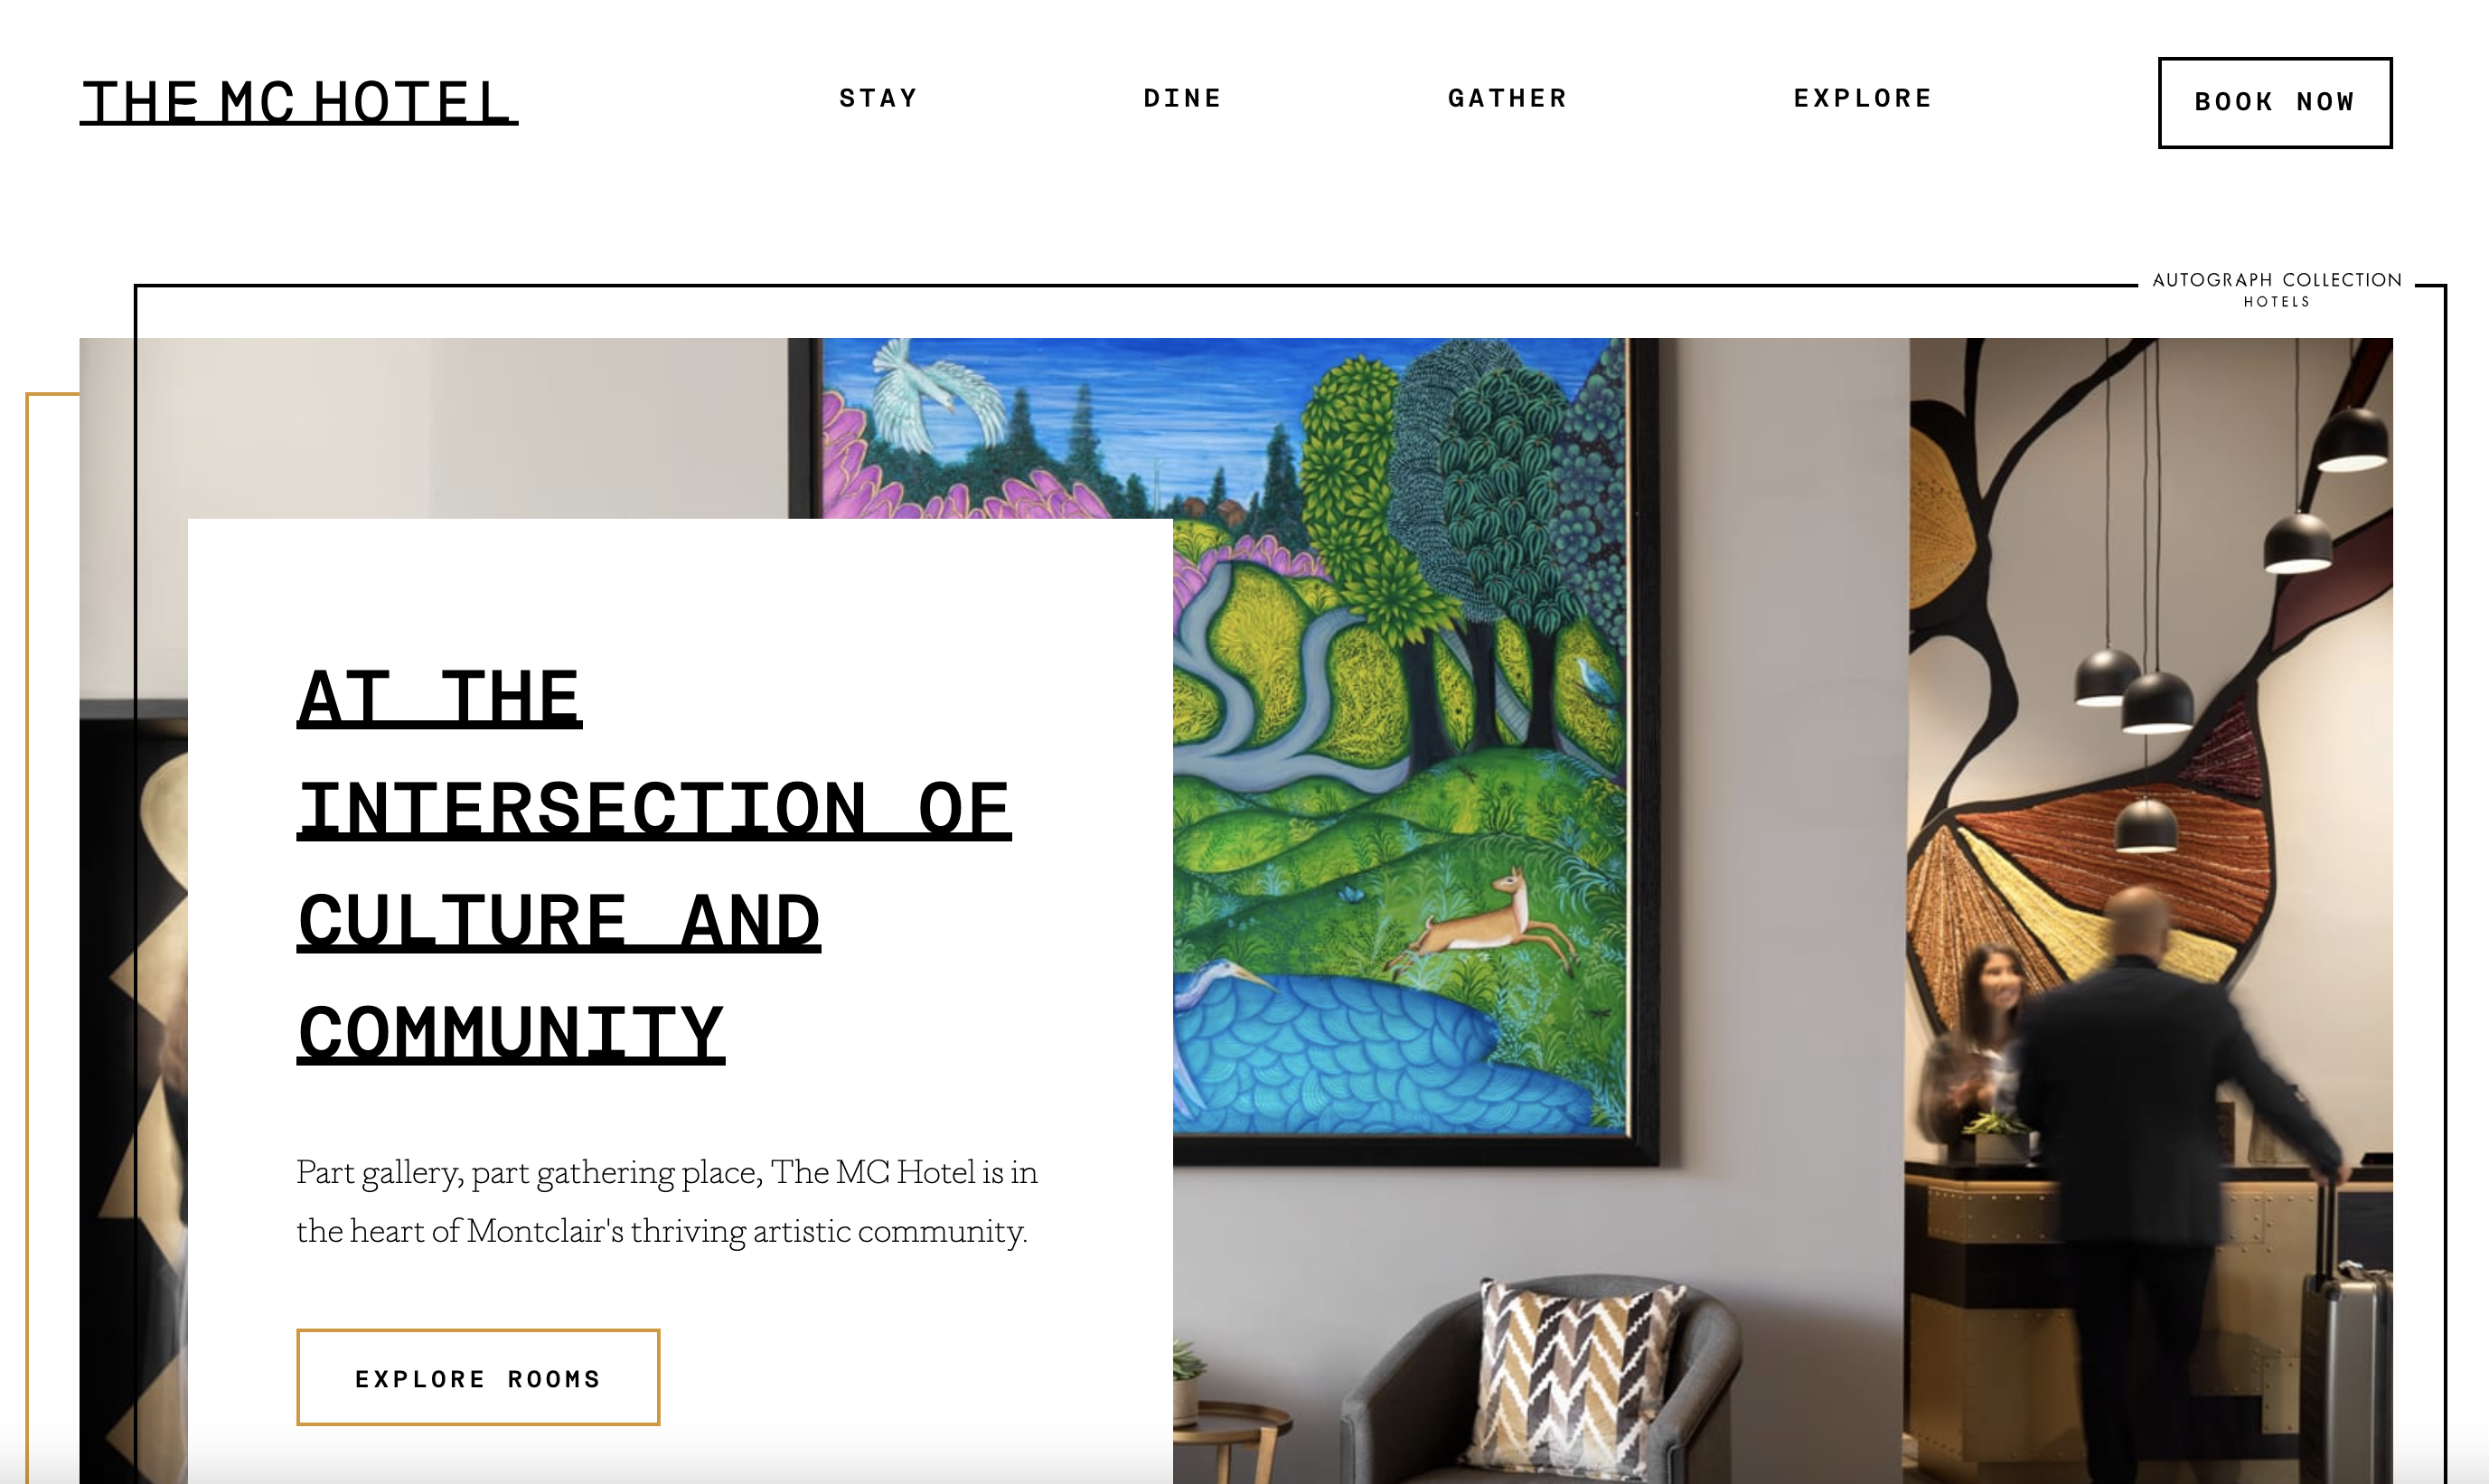 THE MC HOTEL
STAY
DINE
GATHER
EXPLORE
BOOK NOW
AUTOGRAPH COLLECTION
HOTELS
AT THE
INTERSECTION OF
CULTURE AND
COMMUNITY
Part gallery, part gathering place, The MC Hotel is in
the heart of Montclair's thriving artistic community.
EXPLORE ROOMS